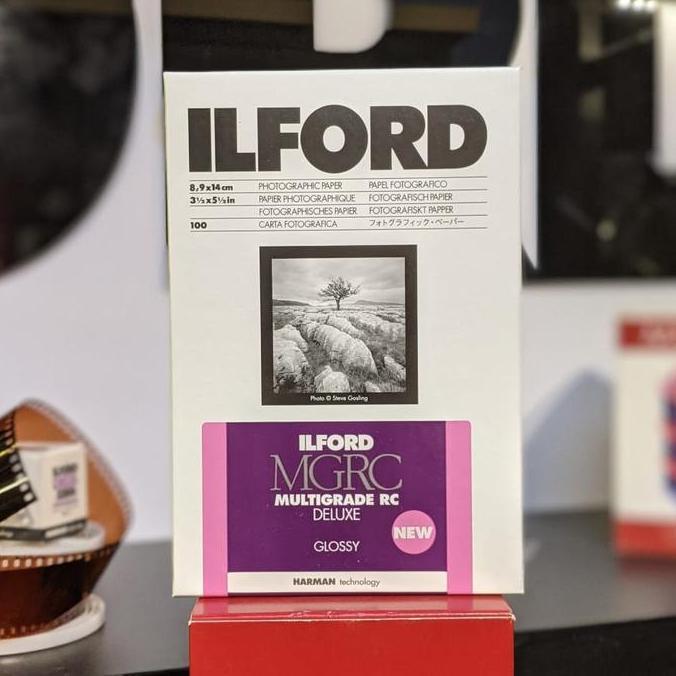 ILFORD
8,9x14cm PHOTOGRAPHIC PAPER PAPEL FOTOGRAFICO
3½x5½in PAPIER PHOTOGRAPHIQUE FOTOGRAFISCH PAPIER
FOTOGRAPHISCHES PAPIER FOTOGRAFISKT PAPPER
100 CARTA FOTOGRAFICA フォトグラフィック・ペーパー
Photo © Steve Gosling
ILFORD
MGRC
MULTIGRADE RC
DELUXE
NEW
GLOSSY
HARMAN technology